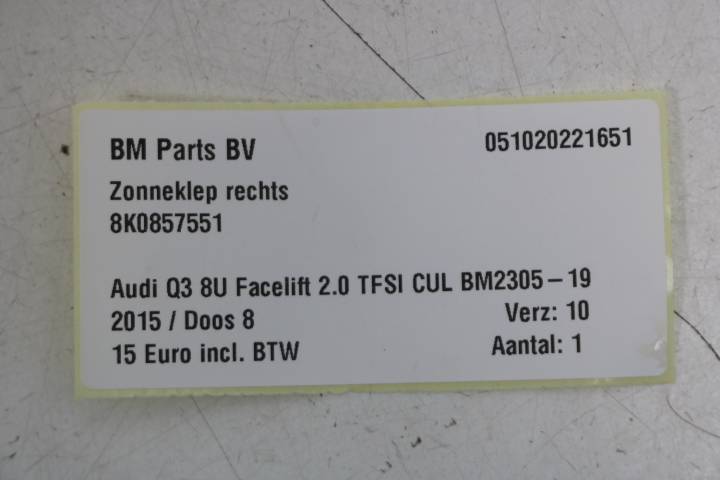 BM Parts BV 051020221651
Zonneklep rechts
8K0857551
Audi Q3 8U Facelift 2.0 TFSI CUL BM2305-19
2015 / Doos 8 Verz: 10
15 Euro incl. BTW Aantal: 1